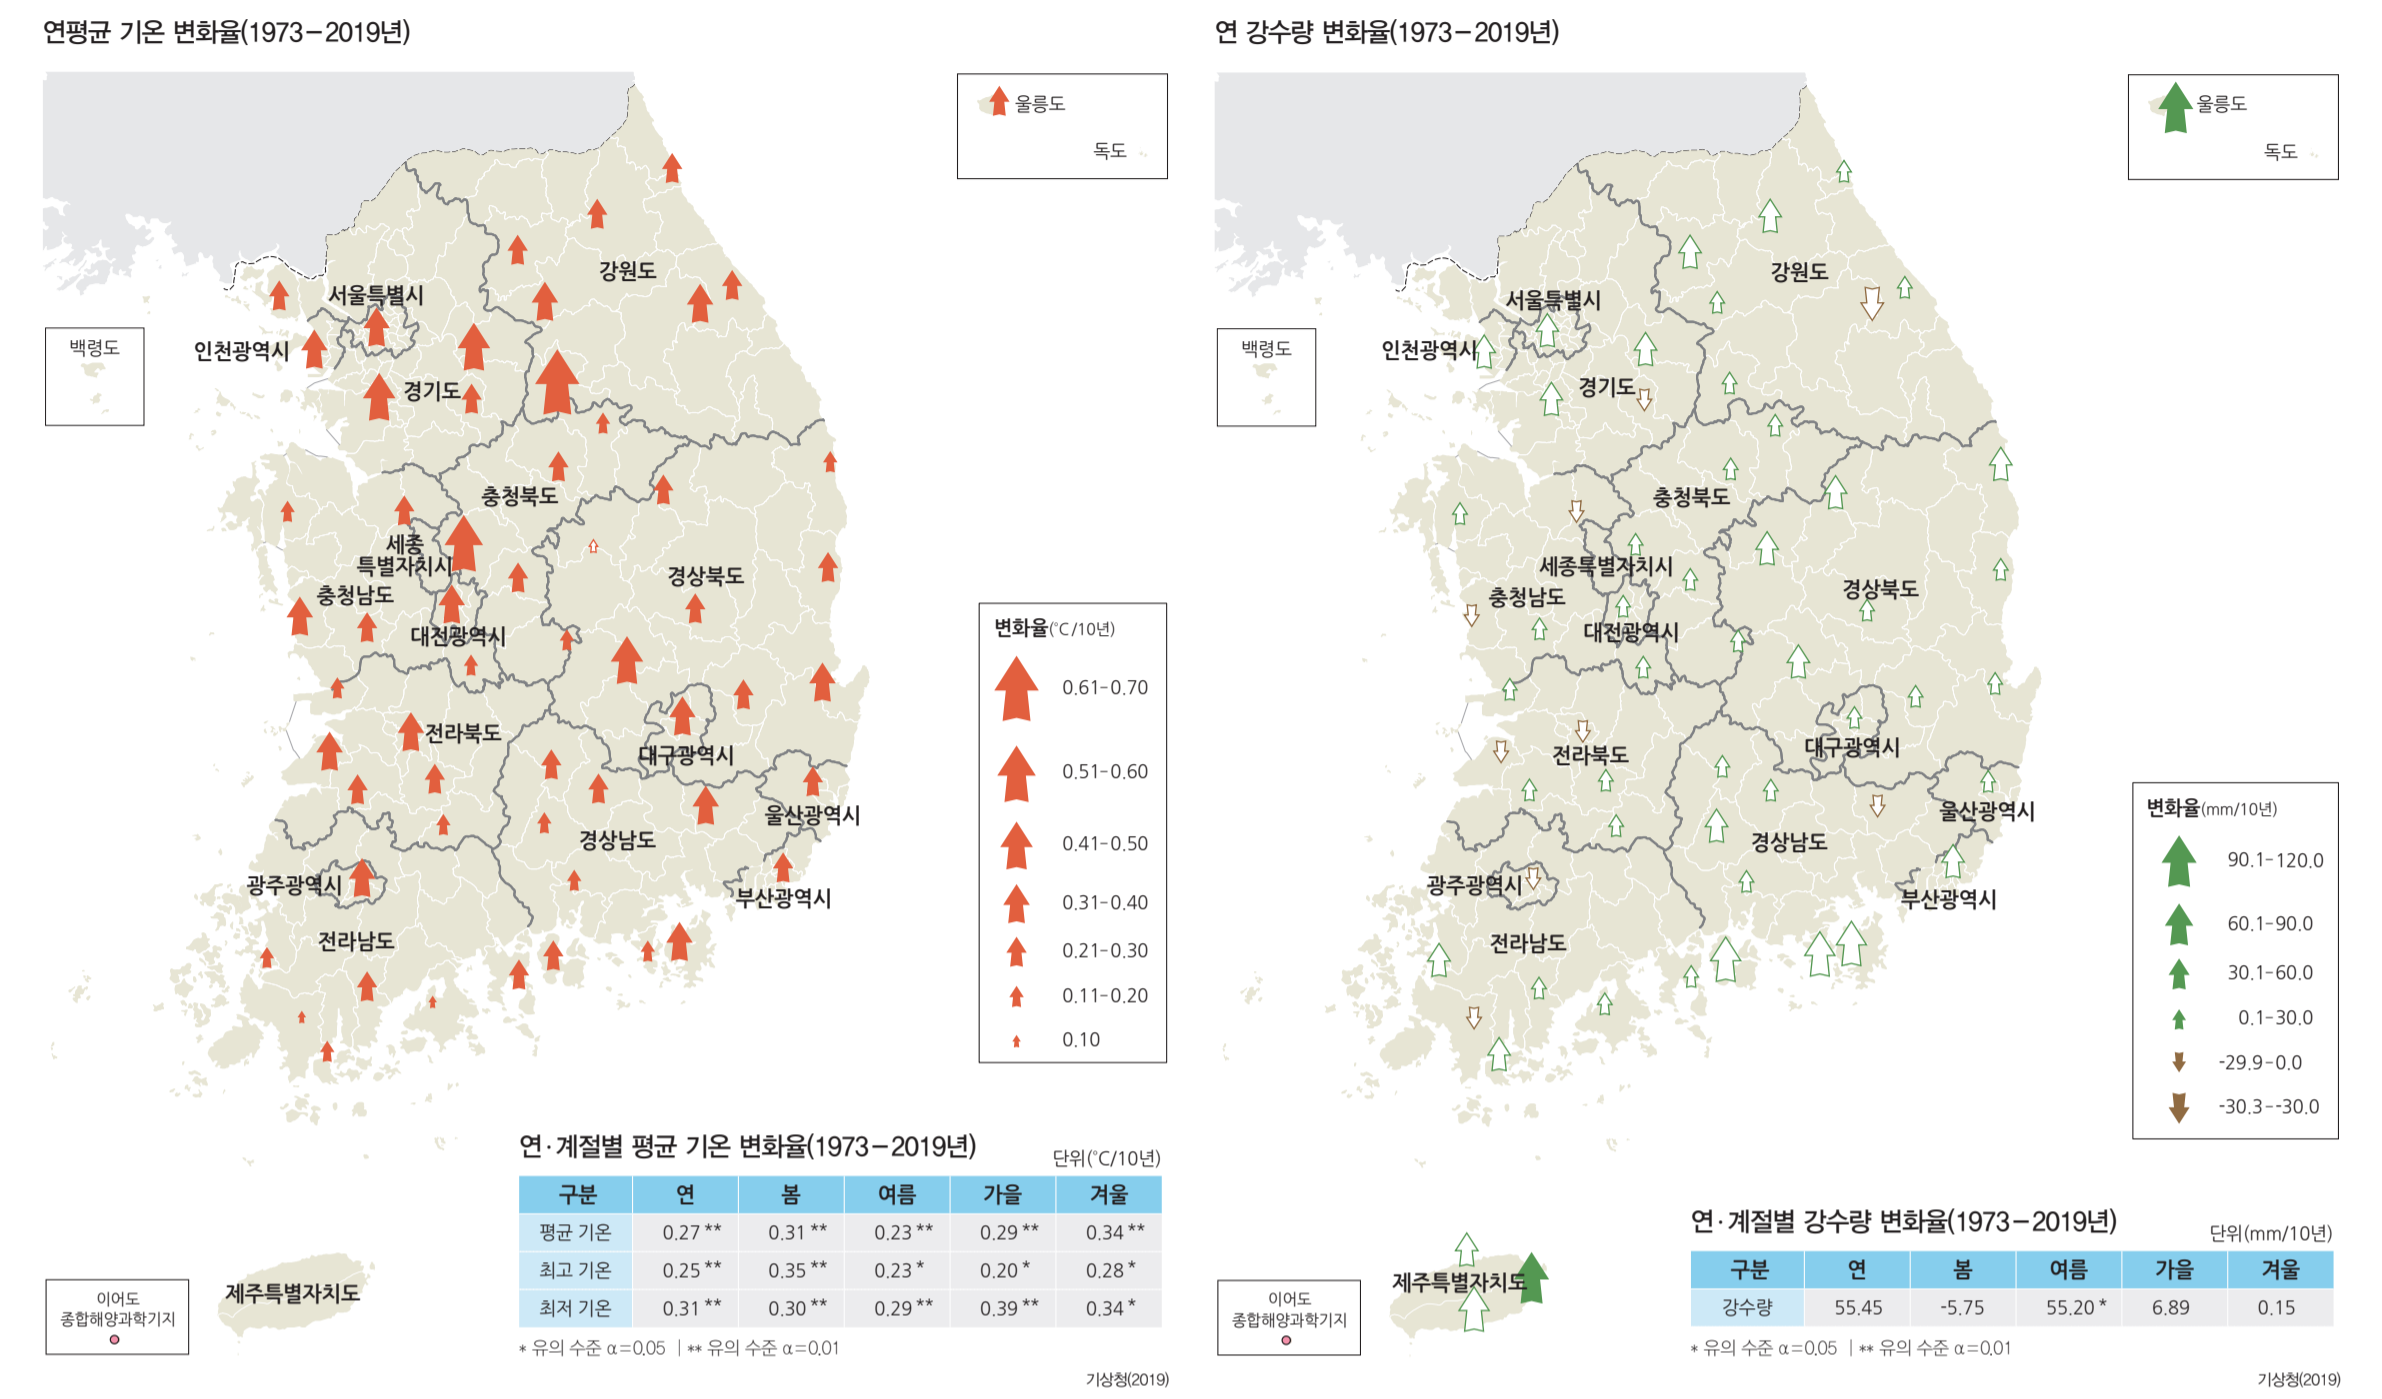 연평균 기온 변화율(1973-2019년)
울릉도
독도
강원도
서울특별시
인천광역시
백령도
경기도
충청북도
세종
특별자치시
충청남도
경상북도
대전광역시
전라북도
대구광역시
울산광역시
경상남도
광주광역시
부산광역시
전라남도
제주특별자치도
이어도
종합해양과학기지
변화율(℃/10년)
0.61-0.70
0.51-0.60
0.41-0.50
0.31-0.40
0.21-0.30
0.11-0.20
0.10
연·계절별 평균 기온 변화율(1973-2019년)
단위(℃/10년)
구분 연 봄 여름 가을 겨울
평균 기온 0.27 ** 0.31 ** 0.23 ** 0.29 ** 0.34 **
최고 기온 0.25 ** 0.35 ** 0.23 * 0.20 * 0.28 *
최저 기온 0.31 ** 0.30 ** 0.29 ** 0.39 ** 0.34 *
* 유의 수준 α=0.05 | ** 유의 수준 α=0.01
기상청(2019)
연 강수량 변화율(1973-2019년)
울릉도
독도
강원도
서울특별시
인천광역시
백령도
경기도
충청북도
세종특별자치시
충청남도
경상북도
대전광역시
전라북도
대구광역시
울산광역시
경상남도
광주광역시
부산광역시
전라남도
제주특별자치도
이어도
종합해양과학기지
변화율(mm/10년)
90.1-120.0
60.1-90.0
30.1-60.0
0.1-30.0
-29.9-0.0
-30.3--30.0
연·계절별 강수량 변화율(1973-2019년)
단위(mm/10년)
구분 연 봄 여름 가을 겨울
강수량 55.45 -5.75 55.20 * 6.89 0.15
* 유의 수준 α=0.05 | ** 유의 수준 α=0.01
기상청(2019)